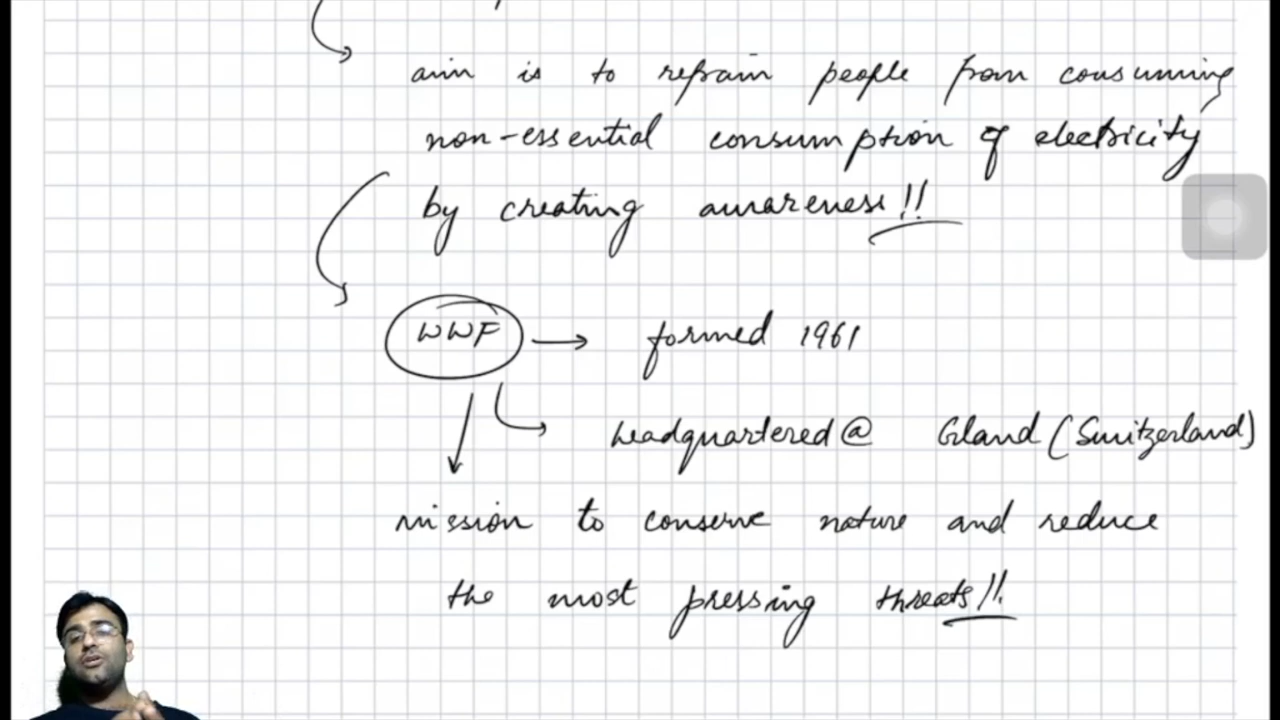 aim is to refrain people from consuming
non-essential consumption of electricity
by creating awareness!!
WWF → formed 1961
headquartered @ Gland (Switzerland)
mission to conserve nature and reduce
the most pressing threats!!